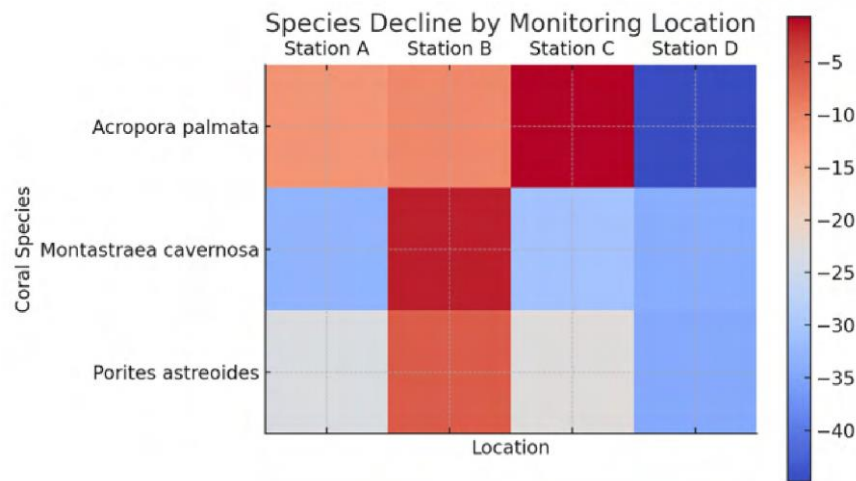 Species Decline by Monitoring Location
Station A Station B Station C Station D
Acropora palmata
Montastraea cavernosa
Porites astreoides
Coral Species
Location
−5
−10
−15
−20
−25
−30
−35
−40